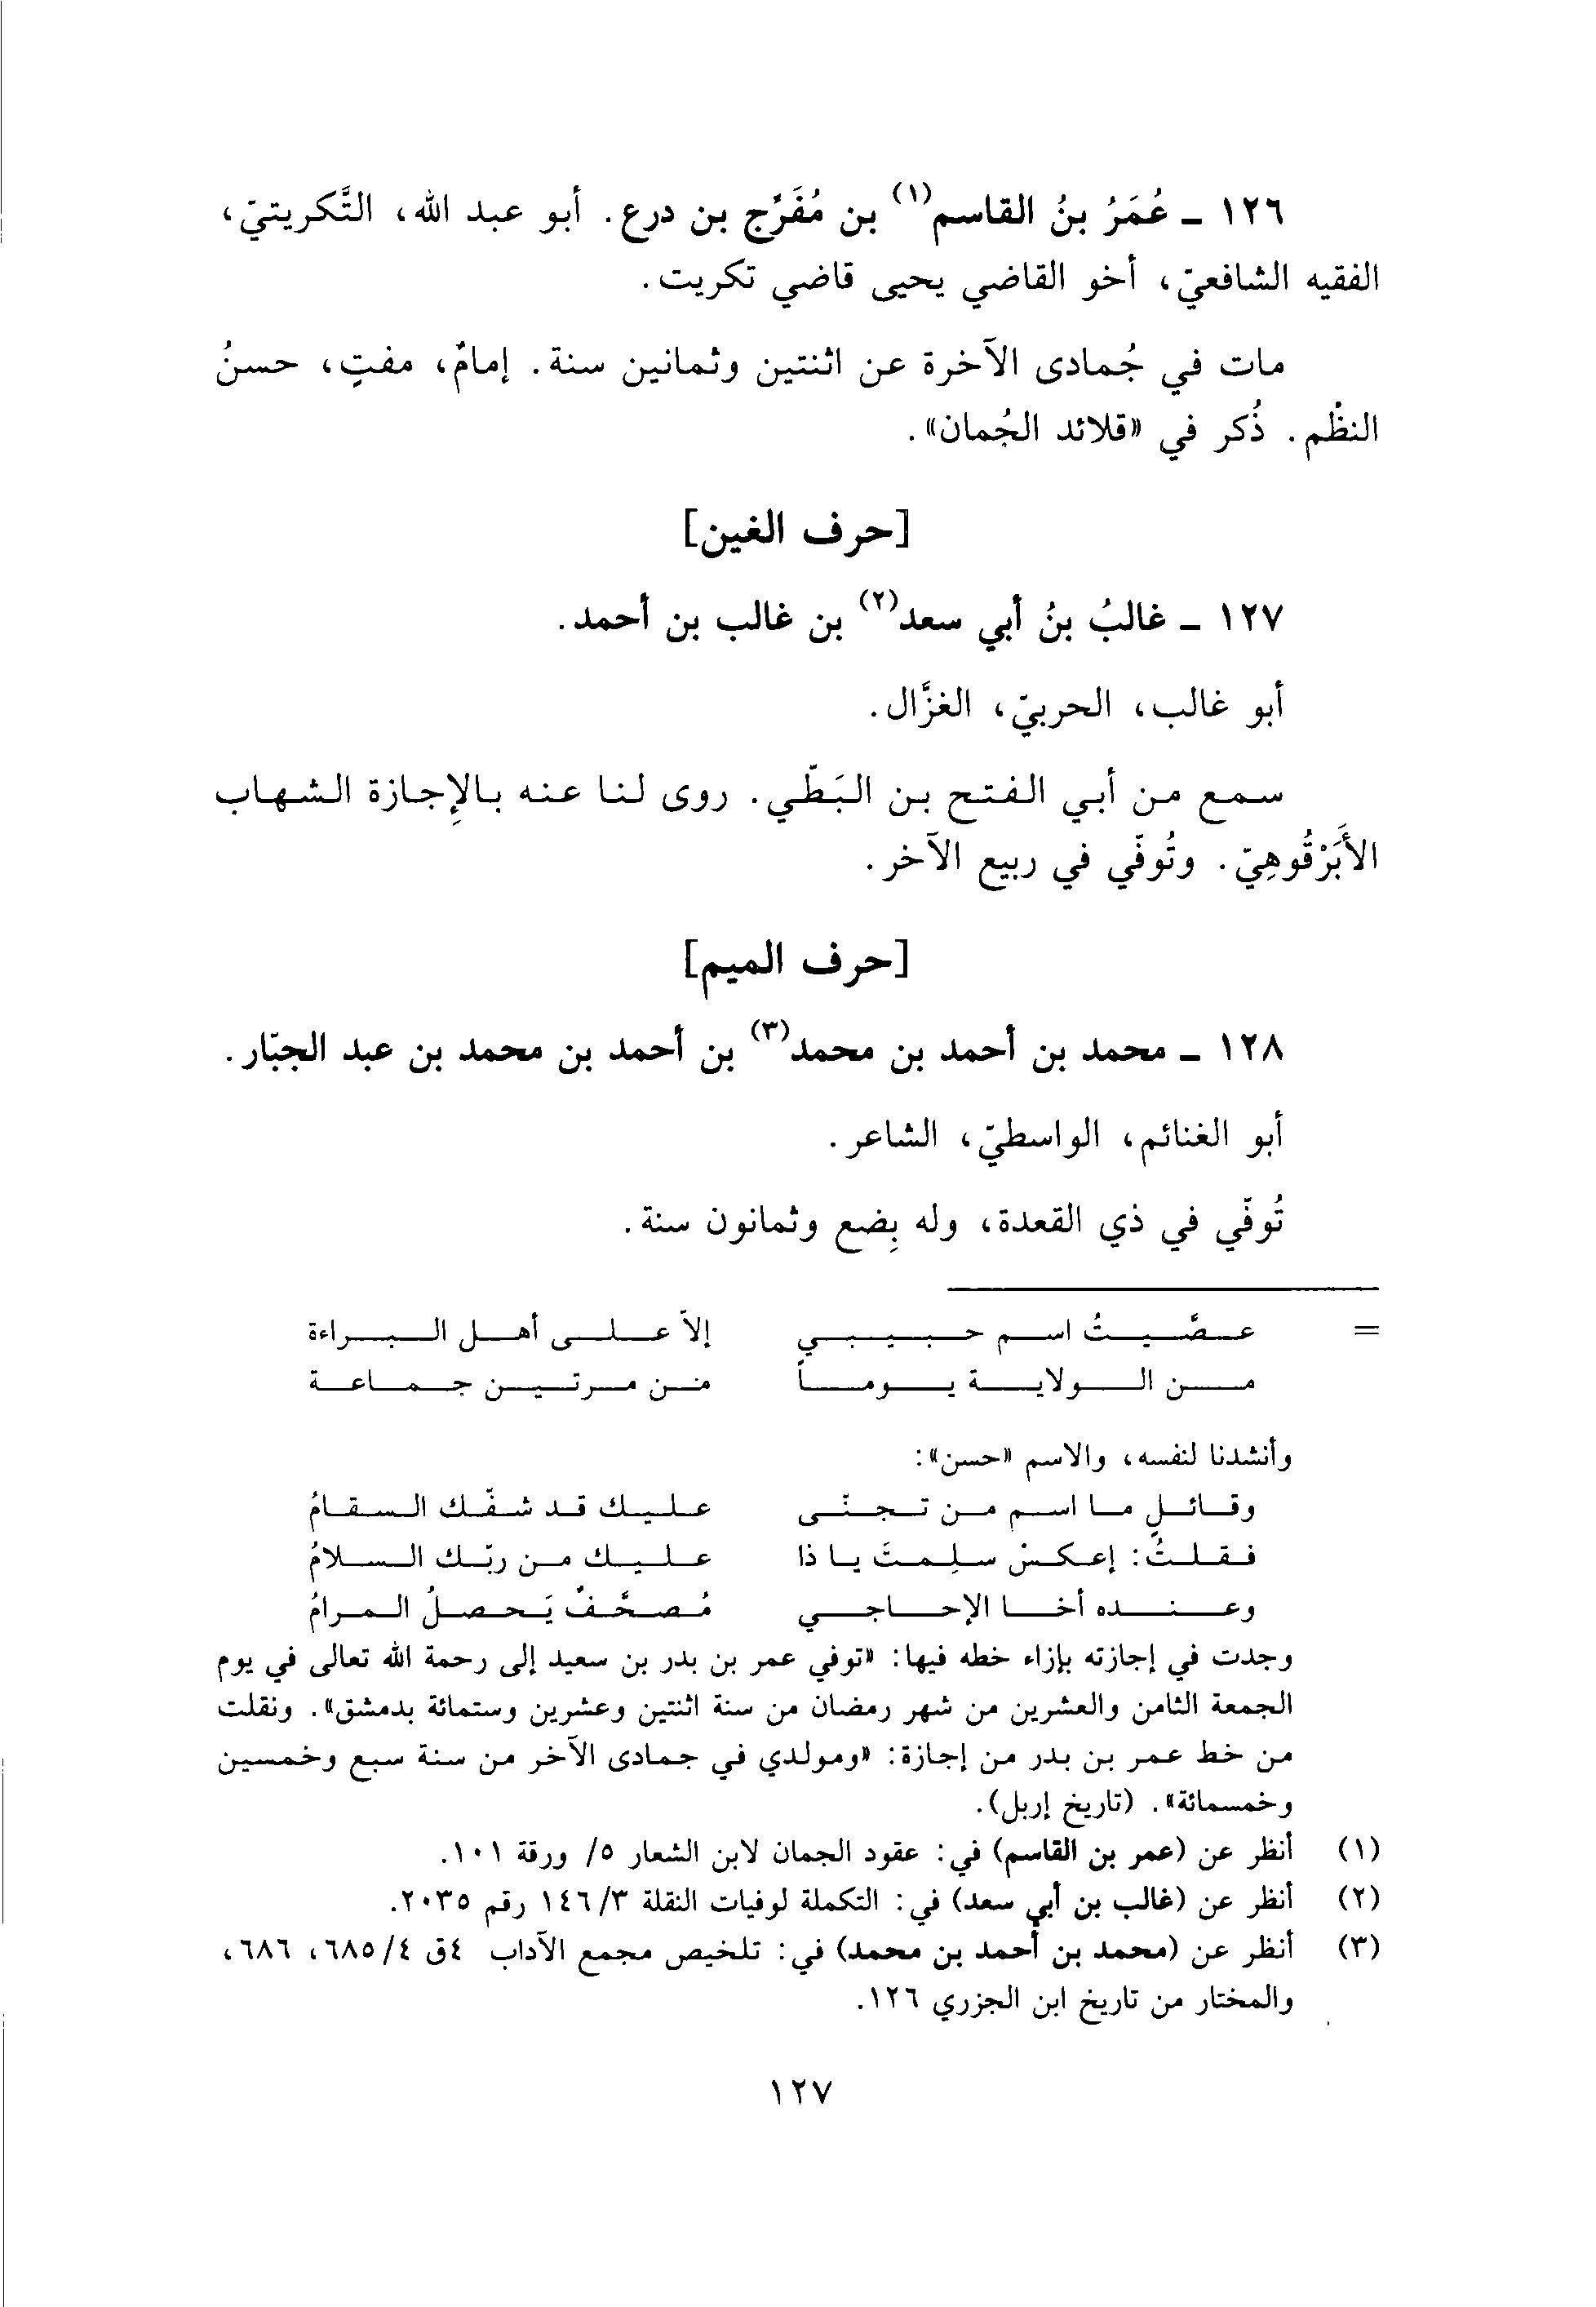 ١٢٦ ـ عُمَرُ بنُ القاسم(١) بن مُفَرَّج بن درع. أبو عبد الله، التَّكريتيّ،
الفقيه الشافعيّ، أخو القاضي يحيى قاضي تكريت.
مات في جُمادى الآخرة عن اثنتين وثمانين سنة. إمامٌ، مفتٍ، حسنُ
النظْم. ذُكر في «قلائد الجُمان».
[حرف الغين]
١٢٧ ـ غالبُ بنُ أبي سعد(٢) بن غالب بن أحمد.
أبو غالب، الحربيّ، الغزَّال.
سمع من أبي الفتح بن البَطّي. روى لنا عنه بالإجازة الشهاب
الأَبَرْقُوهِيّ. وتُوفّي في ربيع الآخر.
[حرف الميم]
١٢٨ ـ محمد بن أحمد بن محمد(٣) بن أحمد بن محمد بن عبد الجبّار.
أبو الغنائم، الواسطيّ، الشاعر.
تُوفّي في ذي القعدة، وله بِضع وثمانون سنة.
= عصَّيتُ اسم حبيبي إلاّ على أهل البراءة
من الولاية يوماً من مرتين جماعة
وأنشدنا لنفسه، والاسم «حسن»:
وقائلٍ ما اسم من تجنّى عليك قد شفّك السقامُ
فقلتُ: إعكسْ سلِمتَ يا ذا عليك من ربّك السلامُ
وعنده أخا الإحاجي مُصحَّفٌ يَحصلُ المرامُ
وجدت في إجازته بإزاء خطه فيها: «توفي عمر بن بدر بن سعيد إلى رحمة الله تعالى في يوم
الجمعة الثامن والعشرين من شهر رمضان من سنة اثنتين وعشرين وستمائة بدمشق». ونقلت
من خط عمر بن بدر من إجازة: «ومولدي في جمادى الآخر من سنة سبع وخمسين
وخمسمائة». (تاريخ إربل).
(١) أنظر عن (عمر بن القاسم) في: عقود الجمان لابن الشعار ٥/ ورقة ١٠١.
(٢) أنظر عن (غالب بن أبي سعد) في: التكملة لوفيات النقلة ٣/ ١٤٦ رقم ٢٠٣٥.
(٣) أنظر عن (محمد بن أحمد بن محمد) في: تلخيص مجمع الآداب ٤ق ٤/ ٦٨٥، ٦٨٦،
والمختار من تاريخ ابن الجزري ١٢٦.
١٢٧